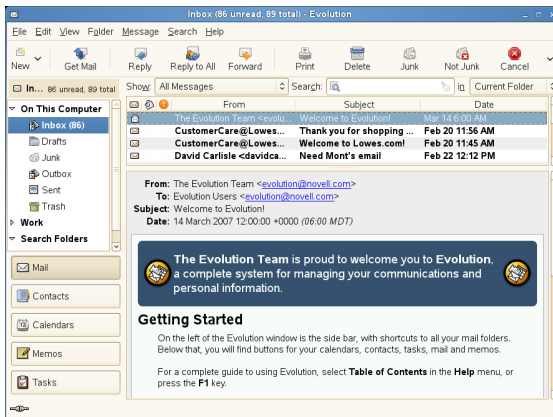 Inbox (86 unread, 89 total) - Evolution
File Edit View Folder Message Search Help
New Get Mail Reply Reply to All Forward Print Delete Junk Not Junk Cancel
In... 86 unread, 89 total
Show: All Messages Search: in Current Folder
From Subject Date
The Evolution Team <evolu... Welcome to Evolution! Mar 14 6:00 AM
CustomerCare@Lowes... Thank you for shopping ... Feb 20 11:56 AM
CustomerCare@Lowes... Welcome to Lowes.com! Feb 20 11:45 AM
David Carlisle <davidca... Need Mont's email Feb 22 12:12 PM
On This Computer
Inbox (86)
Drafts
Junk
Outbox
Sent
Trash
Work
Search Folders
Mail
Contacts
Calendars
Memos
Tasks
From: The Evolution Team <evolution@novell.com>
To: Evolution Users <evolution@novell.com>
Subject: Welcome to Evolution!
Date: 14 March 2007 12:00:00 +0000 (06:00 MDT)
The Evolution Team is proud to welcome you to Evolution,
a complete system for managing your communications and
personal information.
Getting Started
On the left of the Evolution window is the side bar, with shortcuts to all your mail folders.
Below that, you will find buttons for your calendars, contacts, tasks, mail and memos.
For a complete guide to using Evolution, select Table of Contents in the Help menu, or
press the F1 key.